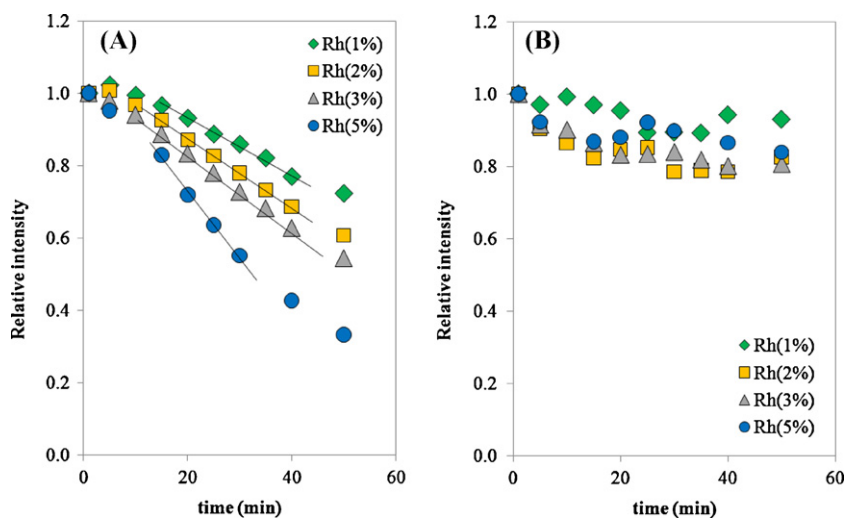 (A)
Rh(1%)
Rh(2%)
Rh(3%)
Rh(5%)
1.2
1.0
0.8
0.6
0.4
0.2
0.0
0
20
40
60
Relative intensity
time (min)
(B)
1.2
1.0
0.8
0.6
0.4
0.2
0.0
0
20
40
60
Relative intensity
time (min)
Rh(1%)
Rh(2%)
Rh(3%)
Rh(5%)